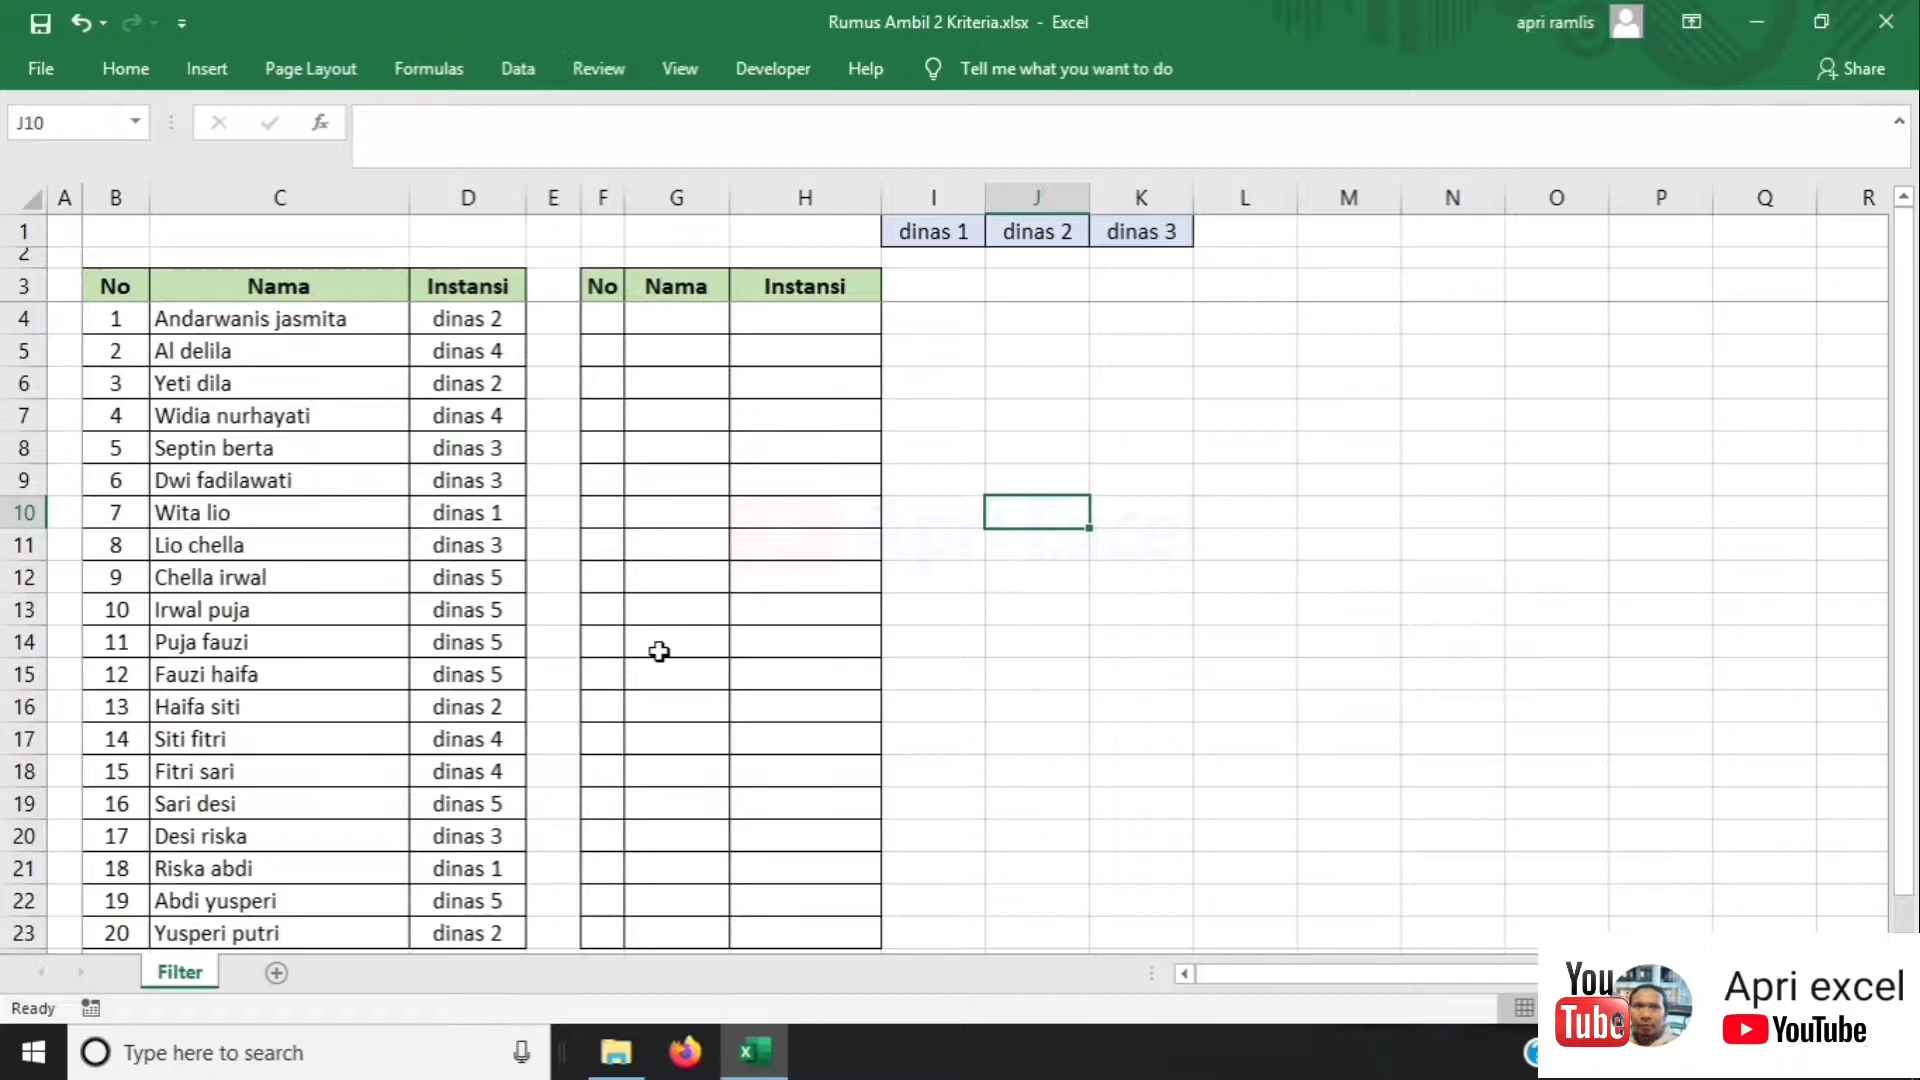 Rumus Ambil 2 Kriteria.xlsx - Excel
apri ramlis
File Home Insert Page Layout Formulas Data Review View Developer Help Tell me what you want to do Share
J10 fx
A B C D E F G H I J K L M N O P Q R
1 dinas 1 dinas 2 dinas 3
2
3 No Nama Instansi No Nama Instansi
4 1 Andarwanis jasmita dinas 2
5 2 Al delila dinas 4
6 3 Yeti dila dinas 2
7 4 Widia nurhayati dinas 4
8 5 Septin berta dinas 3
9 6 Dwi fadilawati dinas 3
10 7 Wita lio dinas 1
11 8 Lio chella dinas 3
12 9 Chella irwal dinas 5
13 10 Irwal puja dinas 5
14 11 Puja fauzi dinas 5
15 12 Fauzi haifa dinas 5
16 13 Haifa siti dinas 2
17 14 Siti fitri dinas 4
18 15 Fitri sari dinas 4
19 16 Sari desi dinas 5
20 17 Desi riska dinas 3
21 18 Riska abdi dinas 1
22 19 Abdi yusperi dinas 5
23 20 Yusperi putri dinas 2
Apri Excel
Filter
Ready
Type here to search
You Tube
Apri excel
YouTube